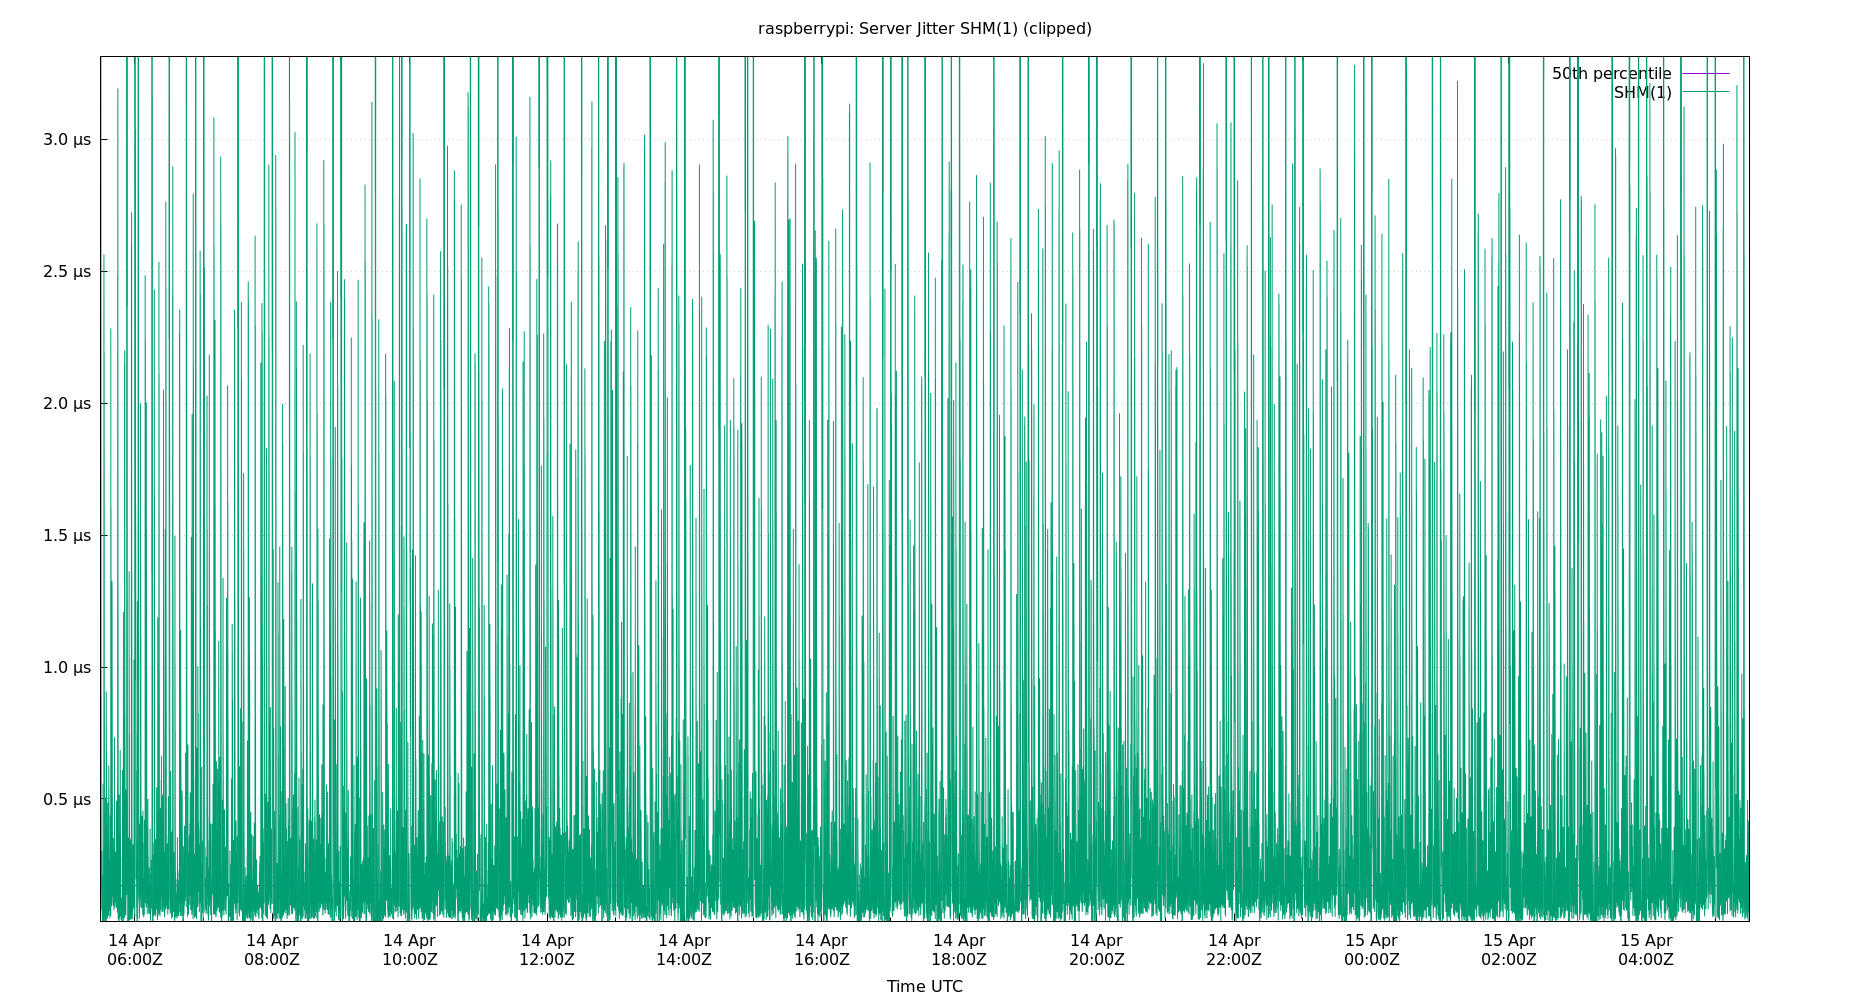 raspberrypi: Server Jitter SHM(1) (clipped)
50th percentile
SHM(1)
3.0 µs
2.5 µs
2.0 µs
1.5 µs
1.0 µs
0.5 µs
14 Apr 14 Apr 14 Apr 14 Apr 14 Apr 14 Apr 14 Apr 14 Apr 14 Apr 15 Apr 15 Apr 15 Apr
06:00Z 08:00Z 10:00Z 12:00Z 14:00Z 16:00Z 18:00Z 20:00Z 22:00Z 00:00Z 02:00Z 04:00Z
Time UTC